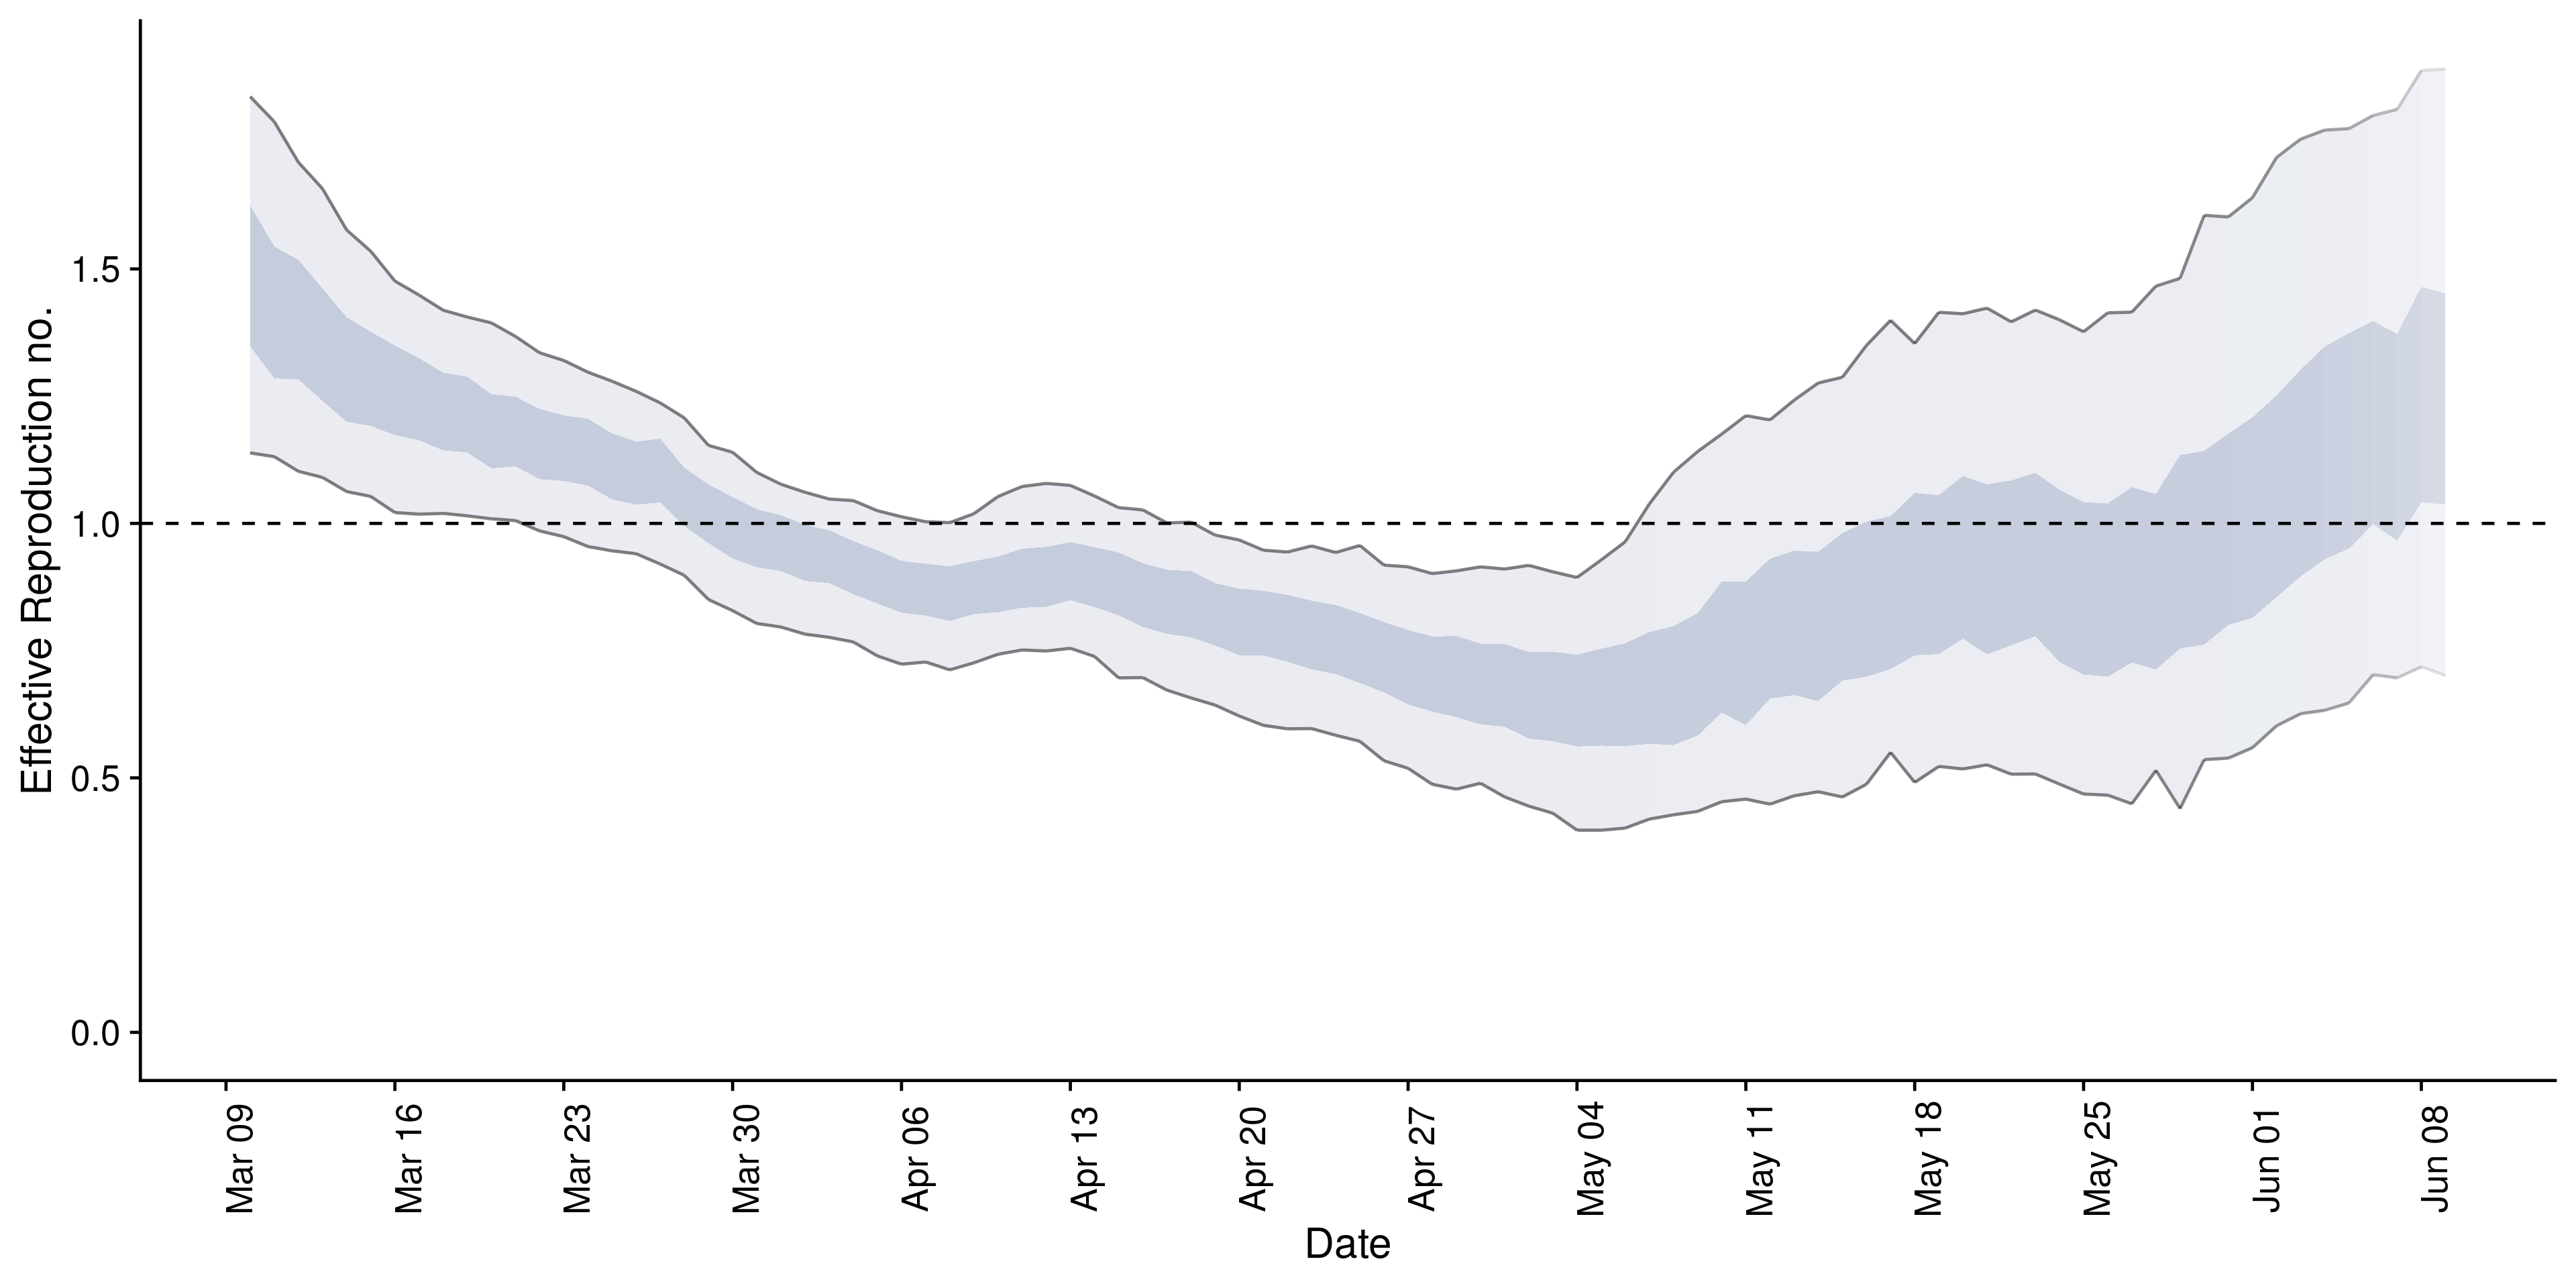 Effective Reproduction no.
1.5
1.0
0.5
0.0
Mar 09
Mar 16
Mar 23
Mar 30
Apr 06
Apr 13
Apr 20
Apr 27
May 04
May 11
May 18
May 25
Jun 01
Jun 08
Date